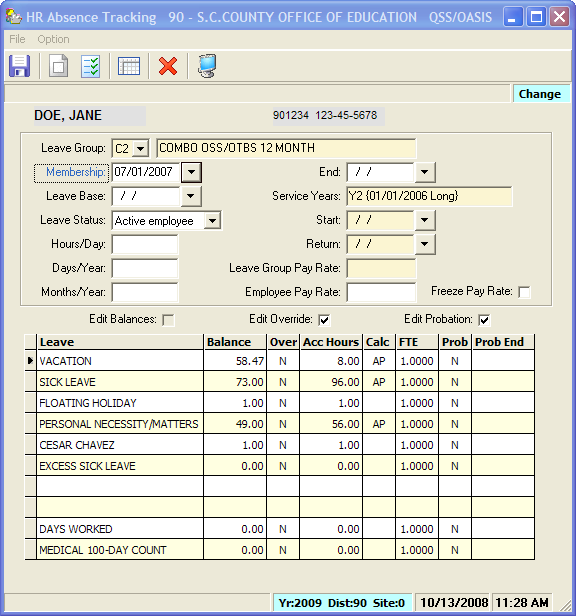 HR Absence Tracking 90 - S.C.COUNTY OFFICE OF EDUCATION QSS/OASIS
File Option
Change
DOE, JANE 901234 123-45-5678
Leave Group: C2 COMBO OSS/OTBS 12 MONTH
Membership: 07/01/2007 End: / /
Leave Base: / / Service Years: Y2 {01/01/2006 Long}
Leave Status: Active employee Start: / /
Hours/Day: Return: / /
Days/Year: Leave Group Pay Rate:
Months/Year: Employee Pay Rate: Freeze Pay Rate:
Edit Balances: Edit Override: Edit Probation:
Leave Balance Over Acc Hours Calc FTE Prob Prob End
VACATION 58.47 N 8.00 AP 1.0000 N
SICK LEAVE 73.00 N 96.00 AP 1.0000 N
FLOATING HOLIDAY 1.00 N 1.00 1.0000 N
PERSONAL NECESSITY/MATTERS 49.00 N 56.00 AP 1.0000 N
CESAR CHAVEZ 1.00 N 1.00 1.0000 N
EXCESS SICK LEAVE 0.00 N 0.00 1.0000 N
DAYS WORKED 0.00 N 0.00 1.0000 N
MEDICAL 100-DAY COUNT 0.00 N 0.00 1.0000 N
Yr:2009 Dist:90 Site:0 10/13/2008 11:28 AM